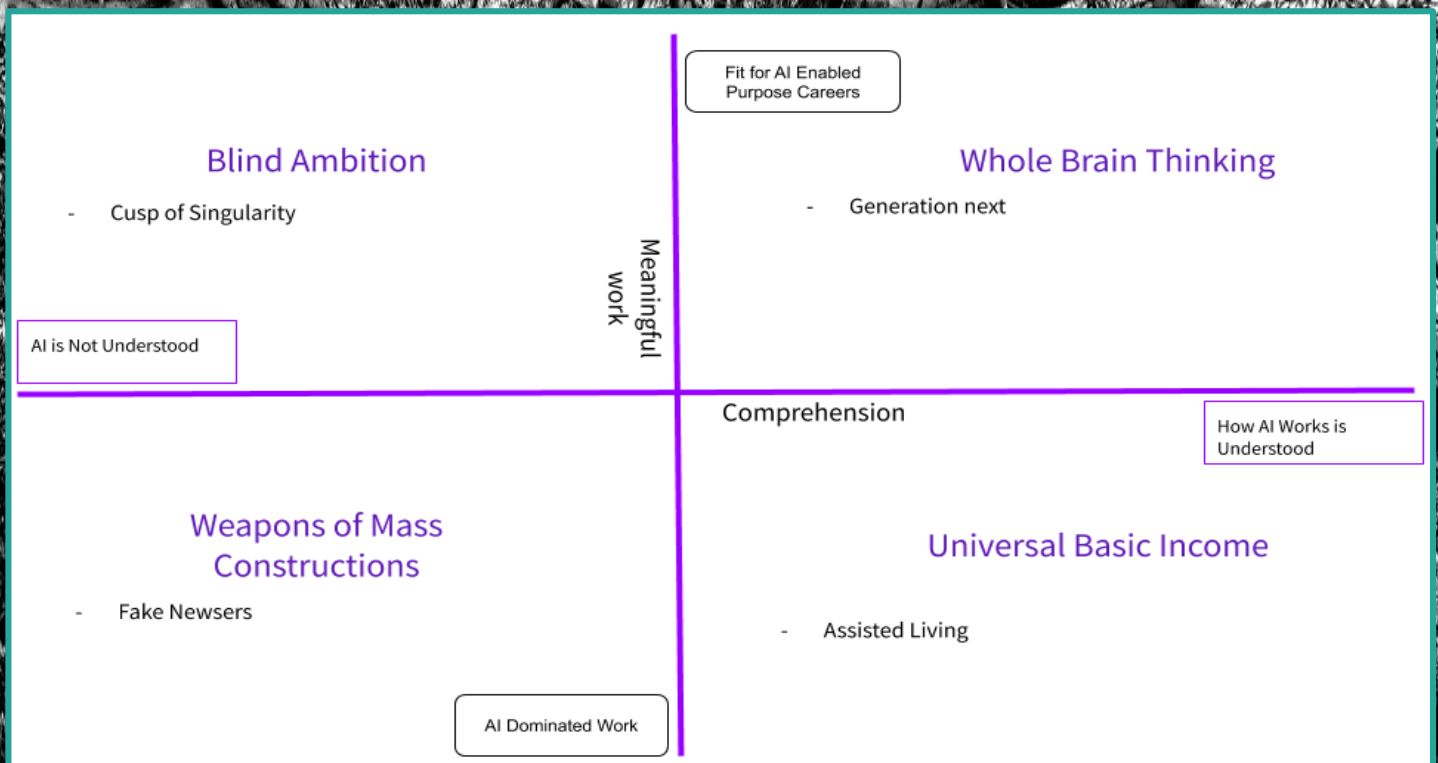 Fit for AI Enabled
Purpose Careers
Blind Ambition
- Cusp of Singularity
Whole Brain Thinking
- Generation next
Meaningful
work
AI is Not Understood
Comprehension
How AI Works is
Understood
Weapons of Mass
Constructions
- Fake Newsers
Universal Basic Income
- Assisted Living
AI Dominated Work